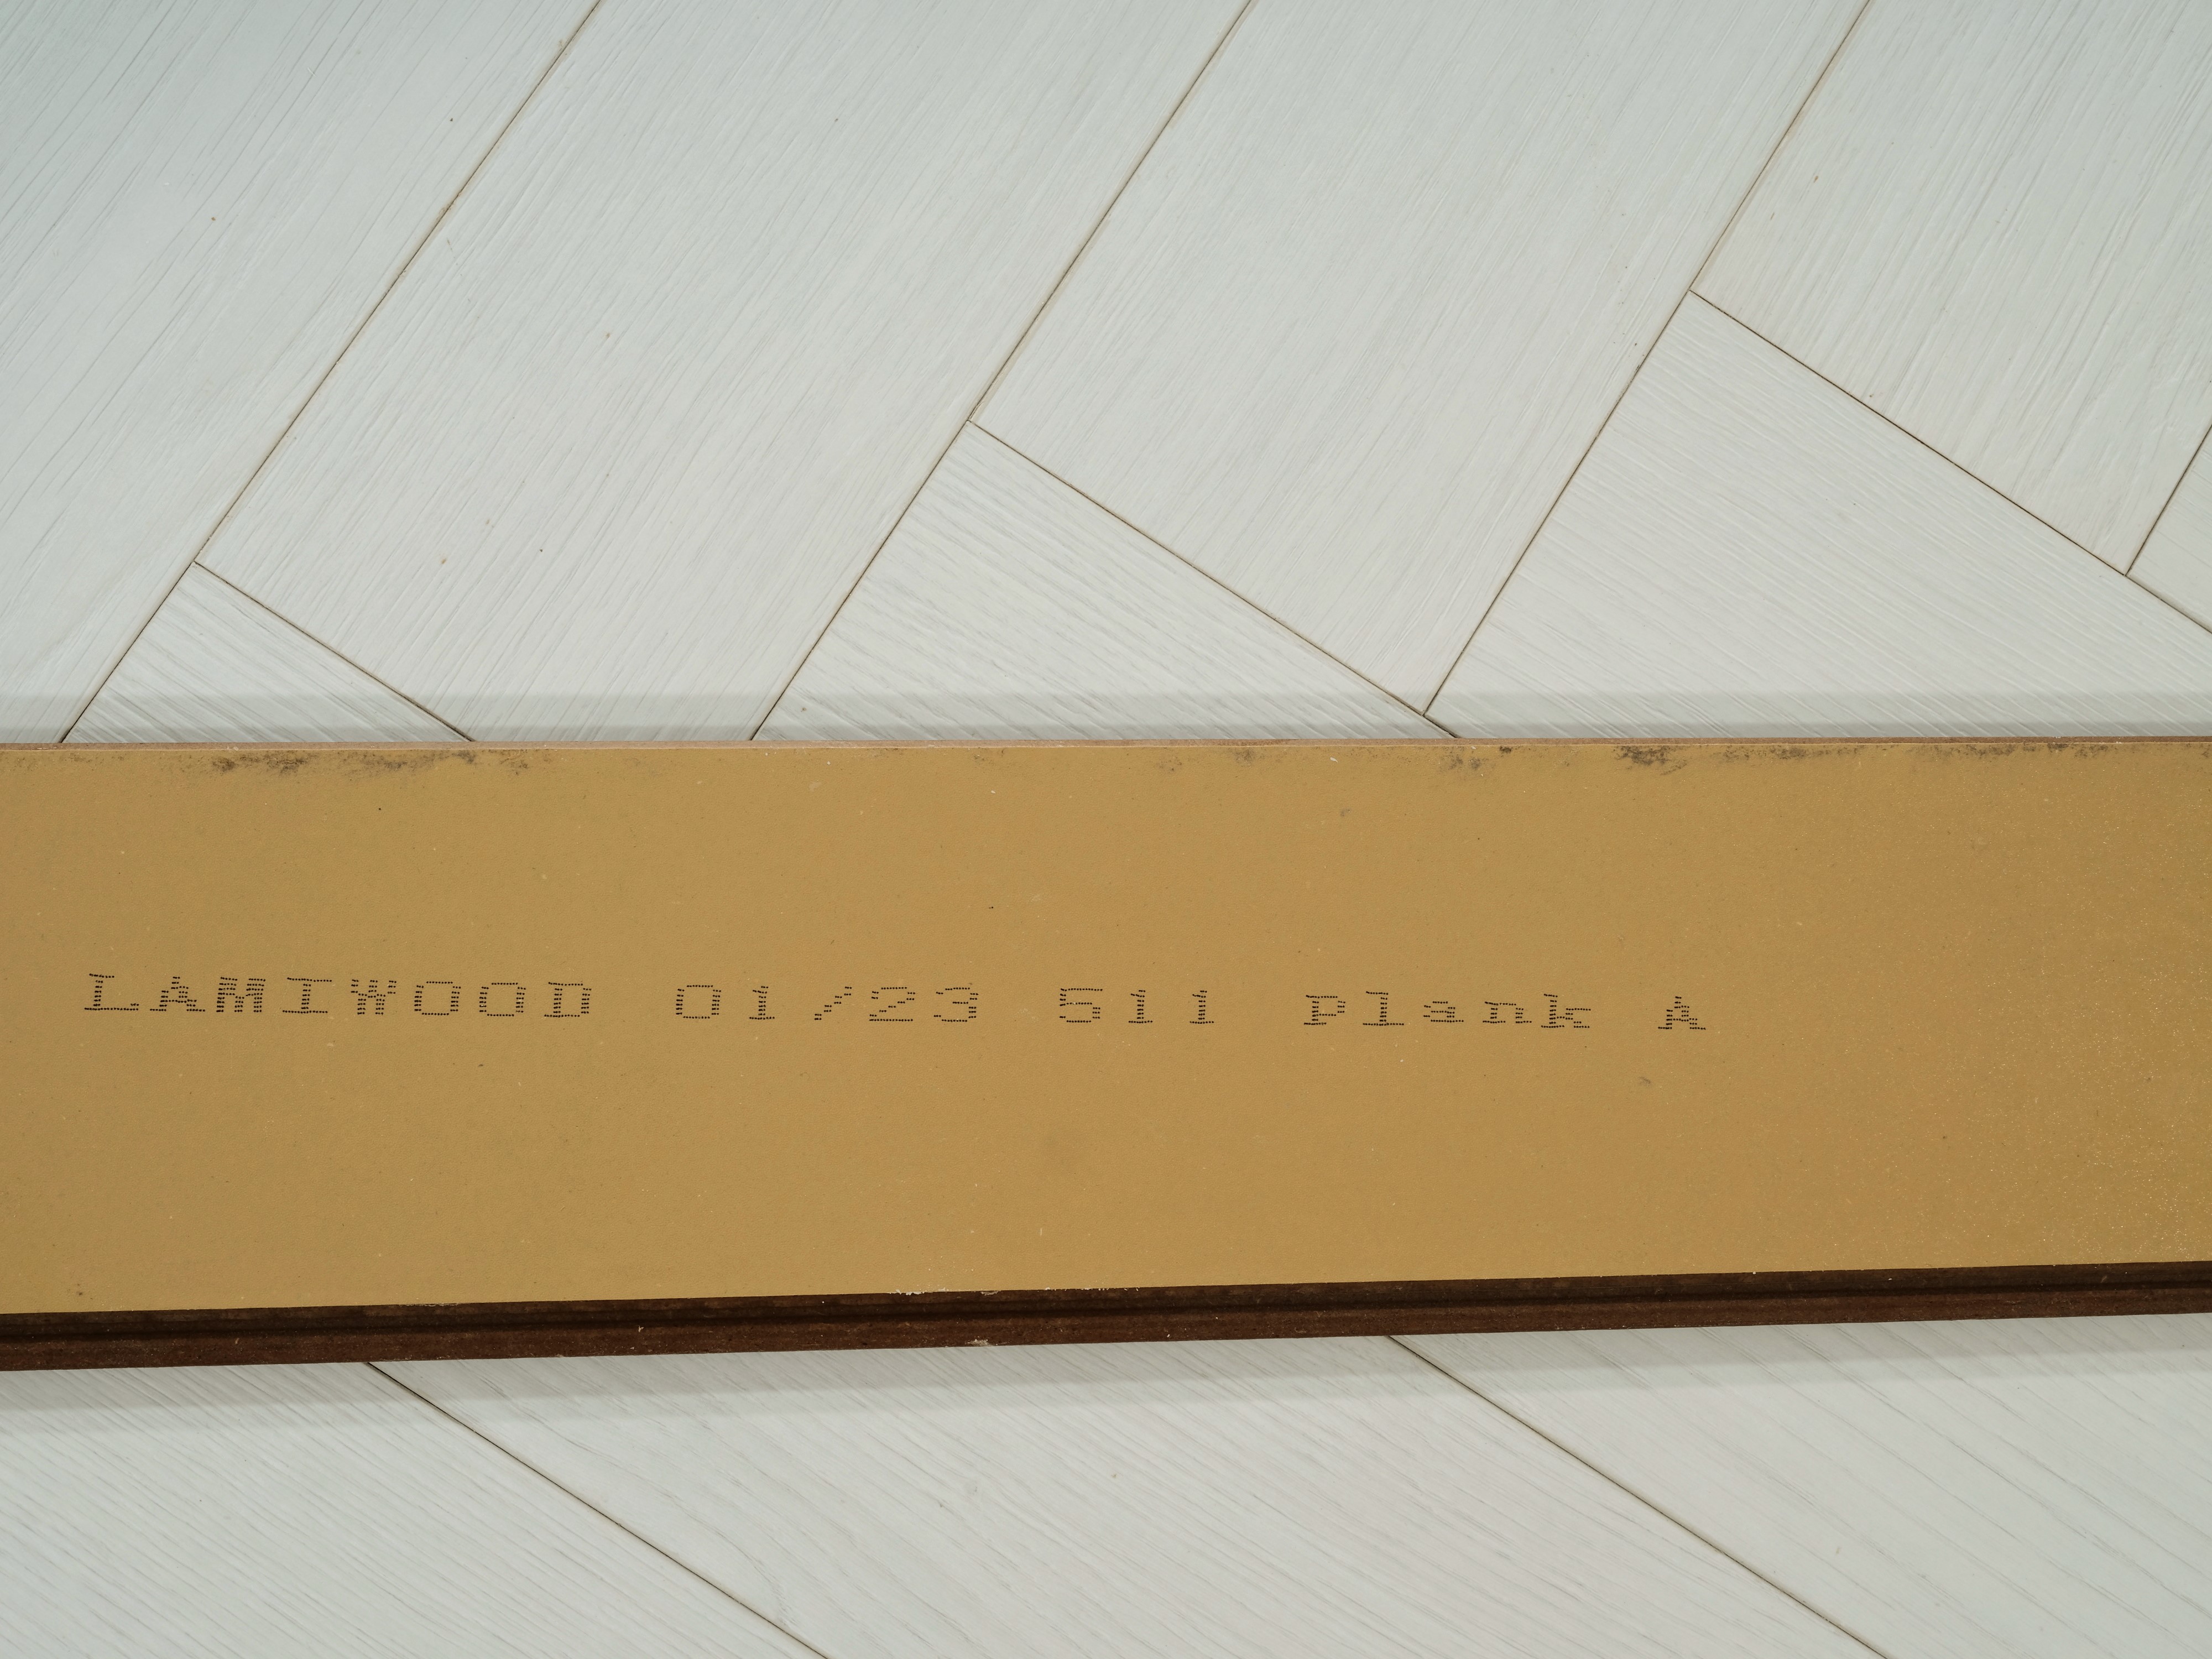 LAMIWOOD 01/23 511 Plank A